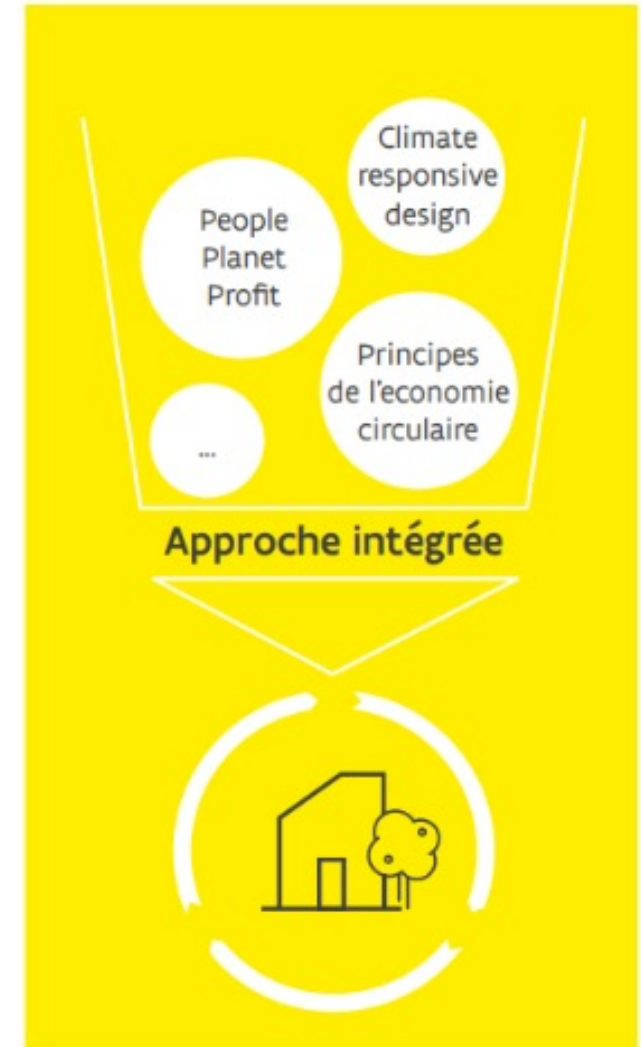 Climate
responsive
design
People
Planet
Profit
Principes
de l'economie
circulaire
...
Approche intégrée